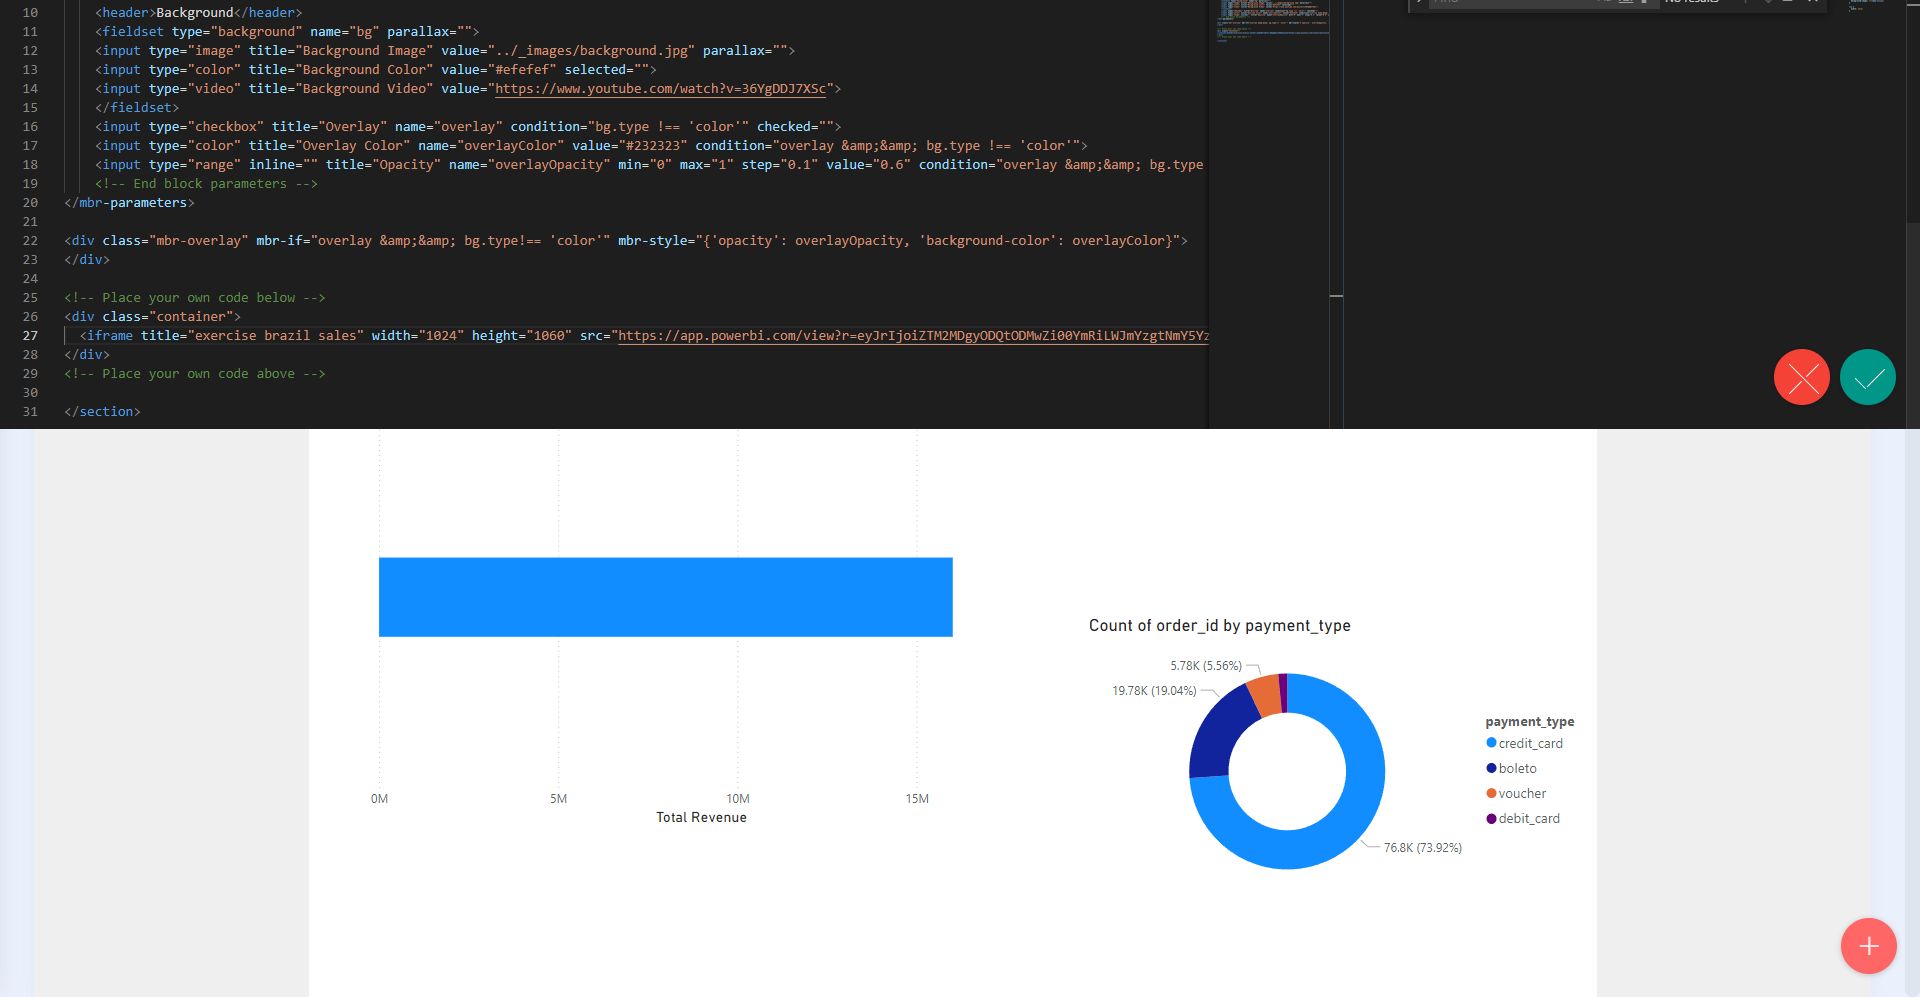 10 <header>Background</header>
11 <fieldset type="background" name="bg" parallax="">
12 <input type="image" title="Background Image" value="../_images/background.jpg" parallax="">
13 <input type="color" title="Background Color" value="#efefef" selected="">
14 <input type="video" title="Background Video" value="https://www.youtube.com/watch?v=36YgDDJ7XSc">
15 </fieldset>
16 <input type="checkbox" title="Overlay" name="overlay" condition="bg.type !== 'color'" checked="">
17 <input type="color" title="Overlay Color" name="overlayColor" value="#232323" condition="overlay &amp;&amp; bg.type !== 'color'">
18 <input type="range" inline="" title="Opacity" name="overlayOpacity" min="0" max="1" step="0.1" value="0.6" condition="overlay &amp;&amp; bg.type
19 <!-- End block parameters -->
20 </mbr-parameters>
21
22 <div class="mbr-overlay" mbr-if="overlay &amp;&amp; bg.type!== 'color'" mbr-style="{'opacity': overlayOpacity, 'background-color': overlayColor}">
23 </div>
24
25 <!-- Place your own code below -->
26 <div class="container">
27 <iframe title="exercise brazil sales" width="1024" height="1060" src="https://app.powerbi.com/view?r=eyJrIjoiZTM2MDgyODQtODMwZi00YmRiLWJmYzgtNmY5Yz
28 </div>
29 <!-- Place your own code above -->
30
31 </section>
0M 5M 10M 15M
Total Revenue
Count of order_id by payment_type
5.78K (5.56%)
19.78K (19.04%)
76.8K (73.92%)
payment_type
credit_card
boleto
voucher
debit_card